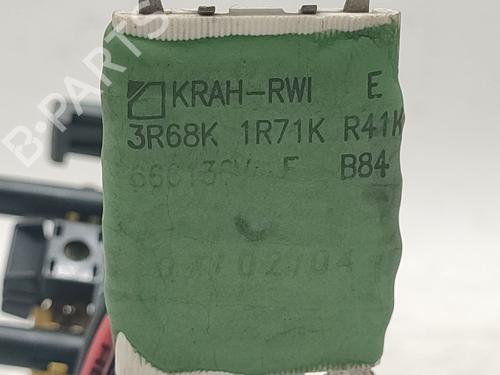 B-PARTS
KRAH-RWI E
3R68K 1R71K R41K
E B84